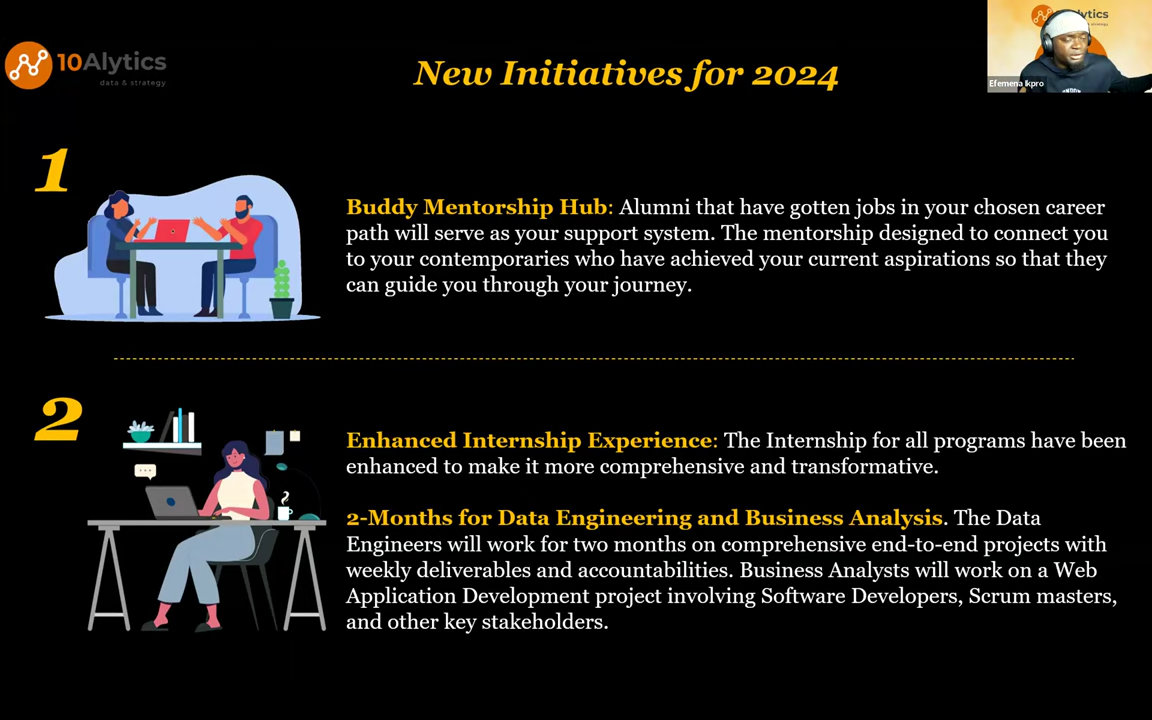 10Alytics
data & strategy
New Initiatives for 2024
Efemena Ikpro
1
Buddy Mentorship Hub: Alumni that have gotten jobs in your chosen career
path will serve as your support system. The mentorship designed to connect you
to your contemporaries who have achieved your current aspirations so that they
can guide you through your journey.
2
Enhanced Internship Experience: The Internship for all programs have been
enhanced to make it more comprehensive and transformative.
2-Months for Data Engineering and Business Analysis. The Data
Engineers will work for two months on comprehensive end-to-end projects with
weekly deliverables and accountabilities. Business Analysts will work on a Web
Application Development project involving Software Developers, Scrum masters,
and other key stakeholders.